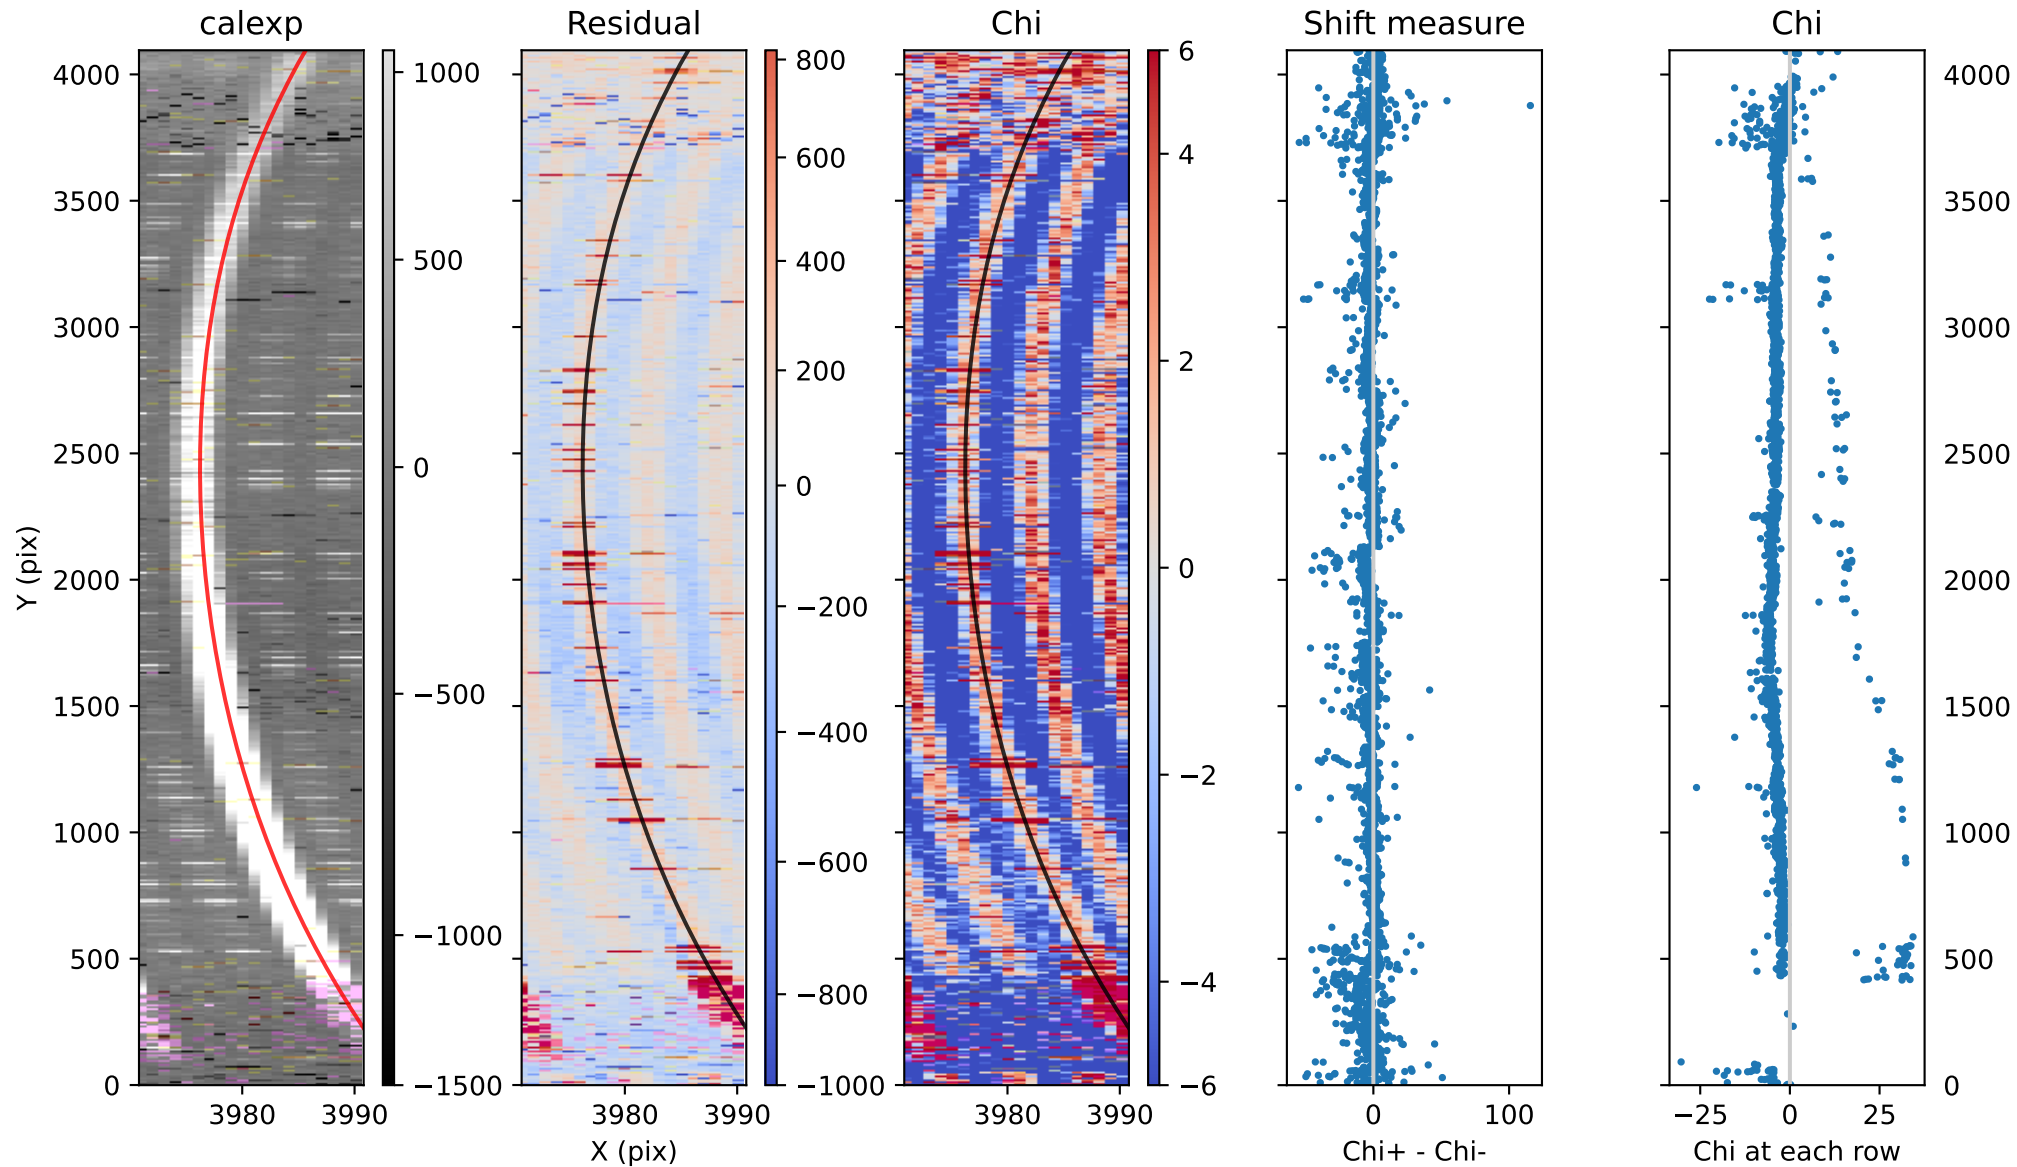 calexp Residual Chi Shift measure Chi
4000 1000 800 6 4000
600 4
3500 500 400 3500
3000 200 2 3000
2500 0 0 2500
2000 −200 0 2000
1500 −500 −400 −2 1500
1000 −600 1000
500 −1000 −800 −4 500
0 −1500 −1000 −6 0
3980 3990 3980 3990 3980 3990 0 100 −25 0 25
Y (pix)
X (pix) Chi+ - Chi- Chi at each row